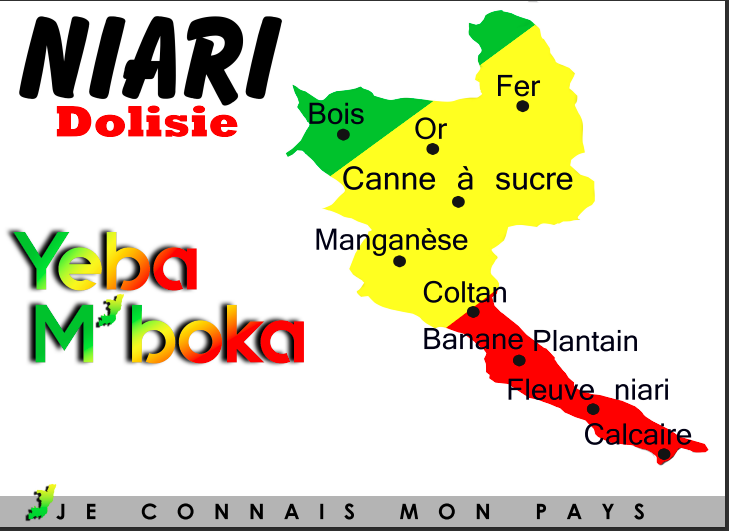 NIARI
Dolisie
Yeba
M'boka
Fer
Bois
Or
Canne à sucre
Manganèse
Coltan
Banane Plantain
Fleuve niari
Calcaire
JE CONNAIS MON PAYS